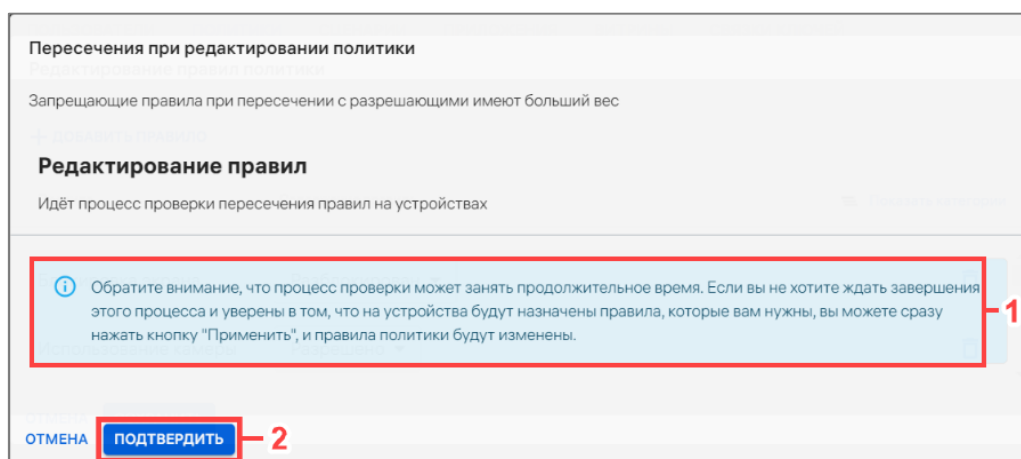 Пересечения при редактировании политики
Редактирование правил политики
Запрещающие правила при пересечении с разрешающими имеют больший вес
Редактирование правил
Идёт процесс проверки пересечения правил на устройствах
Обратите внимание, что процесс проверки может занять продолжительное время. Если вы не хотите ждать завершения
этого процесса и уверены в том, что на устройства будут назначены правила, которые вам нужны, вы можете сразу
нажать кнопку "Применить", и правила политики будут изменены.
1
ОТМЕНА ПОДТВЕРДИТЬ 2